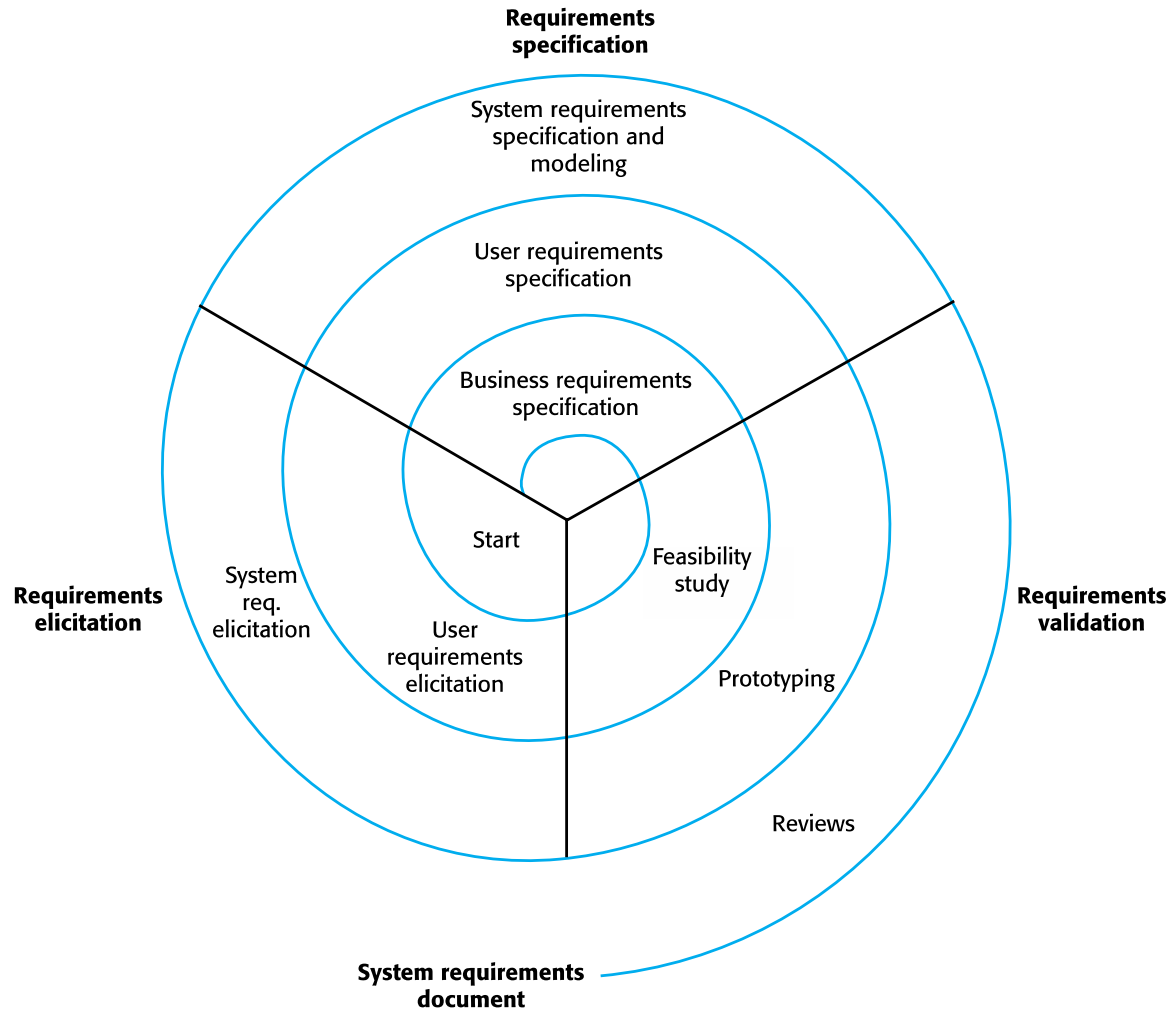 Requirements
specification
System requirements
specification and
modeling
User requirements
specification
Business requirements
specification
Start
Feasibility
study
System
req.
elicitation
Requirements
elicitation
Requirements
validation
User
requirements
elicitation
Prototyping
Reviews
System requirements
document